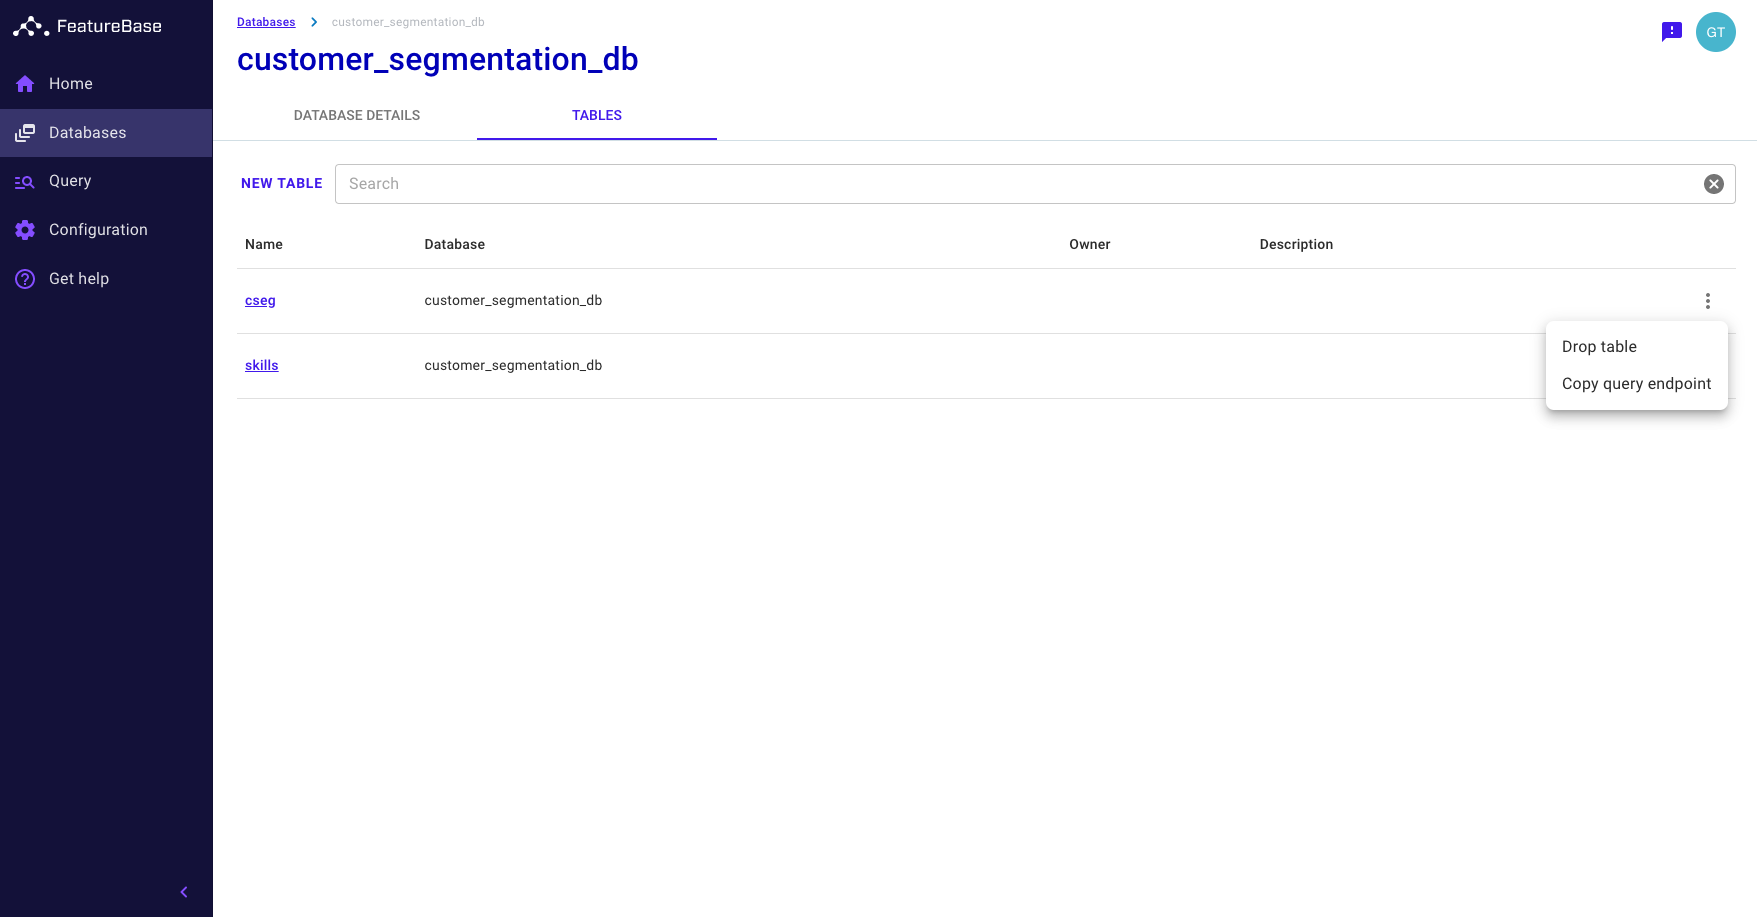 FeatureBase
Home
Databases
Query
Configuration
Get help
Databases customer_segmentation_db
customer_segmentation_db
GT
DATABASE DETAILS TABLES
NEW TABLE Search
Name Database Owner Description
cseg customer_segmentation_db
skills customer_segmentation_db
Drop table
Copy query endpoint